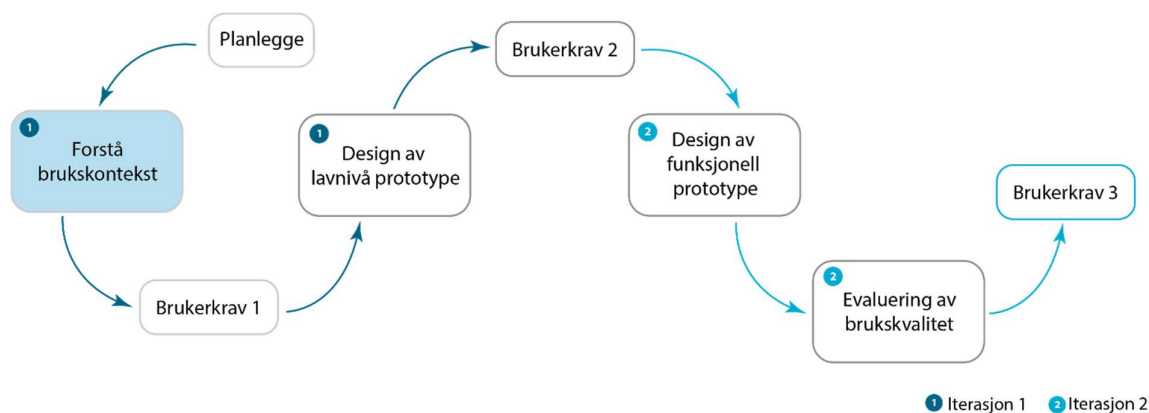 Planlegge
1
Forstå
brukskontekst
Brukerkrav 1
1
Design av
lavnivå prototype
Brukerkrav 2
2
Design av
funksjonell
prototype
2
Evaluering av
brukskvalitet
Brukerkrav 3
1 Iterasjon 1 2 Iterasjon 2